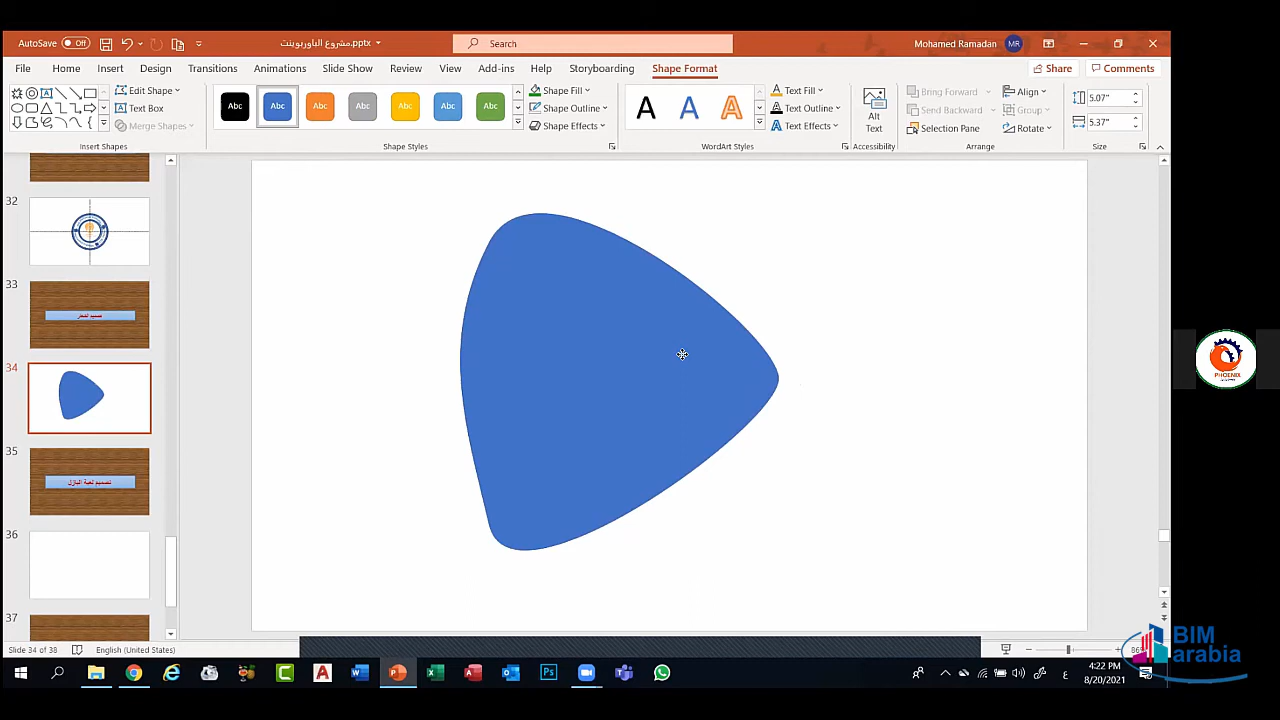 AutoSave Off مشروع الباوربوينت.pptx Search Mohamed Ramadan MR
File Home Insert Design Transitions Animations Slide Show Review View Add-ins Help Storyboarding Shape Format Share Comments
Edit Shape Text Box Merge Shapes
Insert Shapes
Abc Abc Abc Abc Abc Abc Abc
Shape Fill Shape Outline Shape Effects
Shape Styles
A A A
Text Fill Text Outline Text Effects
WordArt Styles
Alt Text
Accessibility
Bring Forward Send Backward Selection Pane Align Group Rotate
Arrange
5.07"
5.37"
Size
32
33
34
35
تصميم لعبة البازل
36
37
PHOENIX
Slide 34 of 38 English (United States)
BIM arabia
4:22 PM
8/20/2021
ع